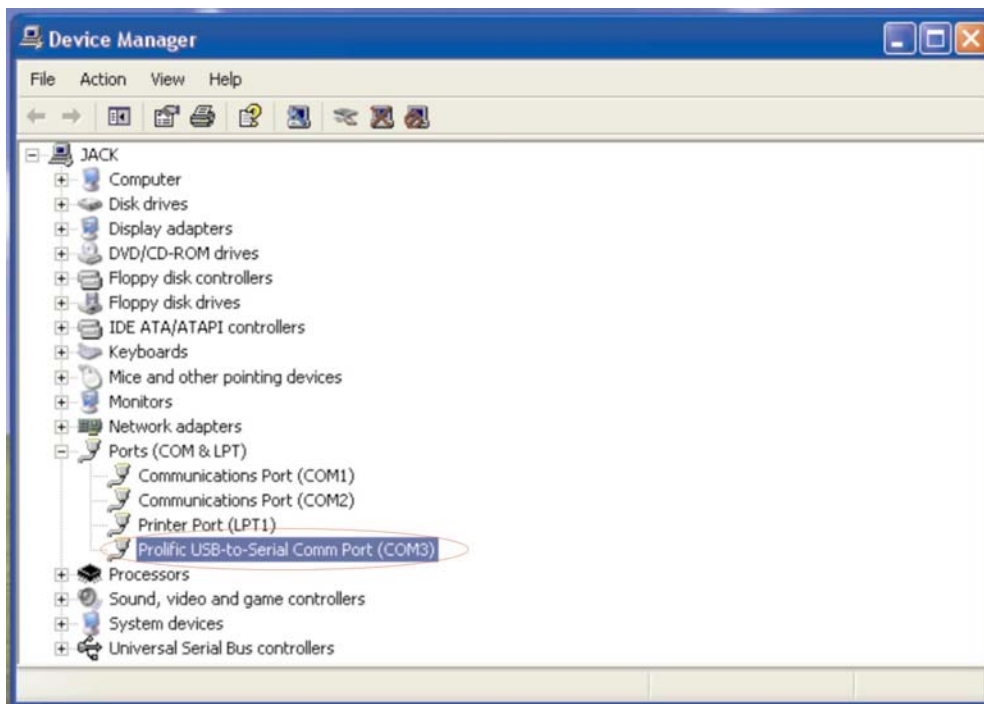 Device Manager
File Action View Help
JACK
Computer
Disk drives
Display adapters
DVD/CD-ROM drives
Floppy disk controllers
Floppy disk drives
IDE ATA/ATAPI controllers
Keyboards
Mice and other pointing devices
Monitors
Network adapters
Ports (COM & LPT)
Communications Port (COM1)
Communications Port (COM2)
Printer Port (LPT1)
Prolific USB-to-Serial Comm Port (COM3)
Processors
Sound, video and game controllers
System devices
Universal Serial Bus controllers